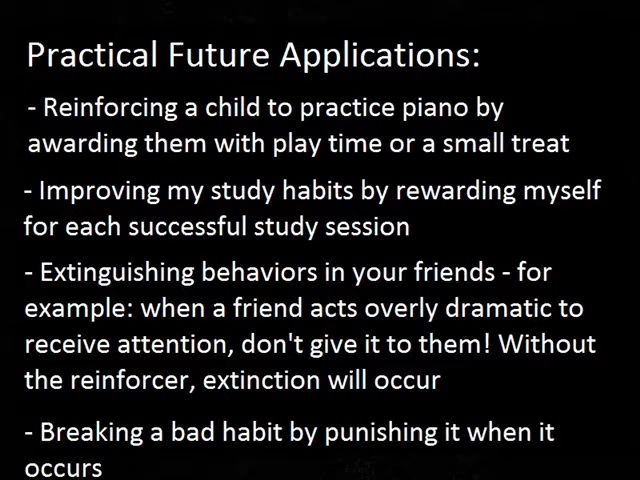 Practical Future Applications:
- Reinforcing a child to practice piano by
awarding them with play time or a small treat
- Improving my study habits by rewarding myself
for each successful study session
- Extinguishing behaviors in your friends - for
example: when a friend acts overly dramatic to
receive attention, don't give it to them! Without
the reinforcer, extinction will occur
- Breaking a bad habit by punishing it when it
occurs